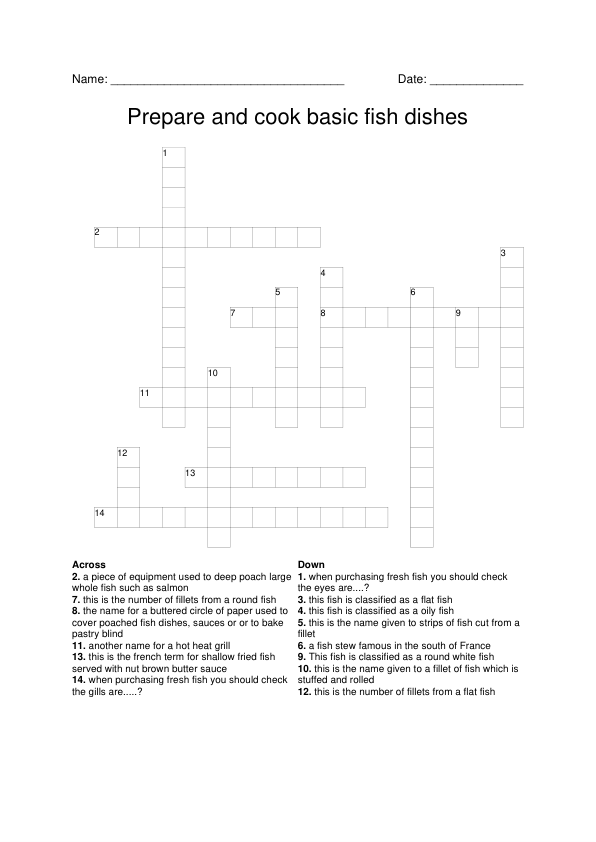 Name: ___________________________________ Date: ______________
Prepare and cook basic fish dishes
1
2
3
4
5
6
7
8
9
10
11
12
13
14
Across
2. a piece of equipment used to deep poach large
whole fish such as salmon
7. this is the number of fillets from a round fish
8. the name for a buttered circle of paper used to
cover poached fish dishes, sauces or or to bake
pastry blind
11. another name for a hot heat grill
13. this is the french term for shallow fried fish
served with nut brown butter sauce
14. when purchasing fresh fish you should check
the gills are.....?
Down
1. when purchasing fresh fish you should check
the eyes are....?
3. this fish is classified as a flat fish
4. this fish is classified as a oily fish
5. this is the name given to strips of fish cut from a
fillet
6. a fish stew famous in the south of France
9. This fish is classified as a round white fish
10. this is the name given to a fillet of fish which is
stuffed and rolled
12. this is the number of fillets from a flat fish